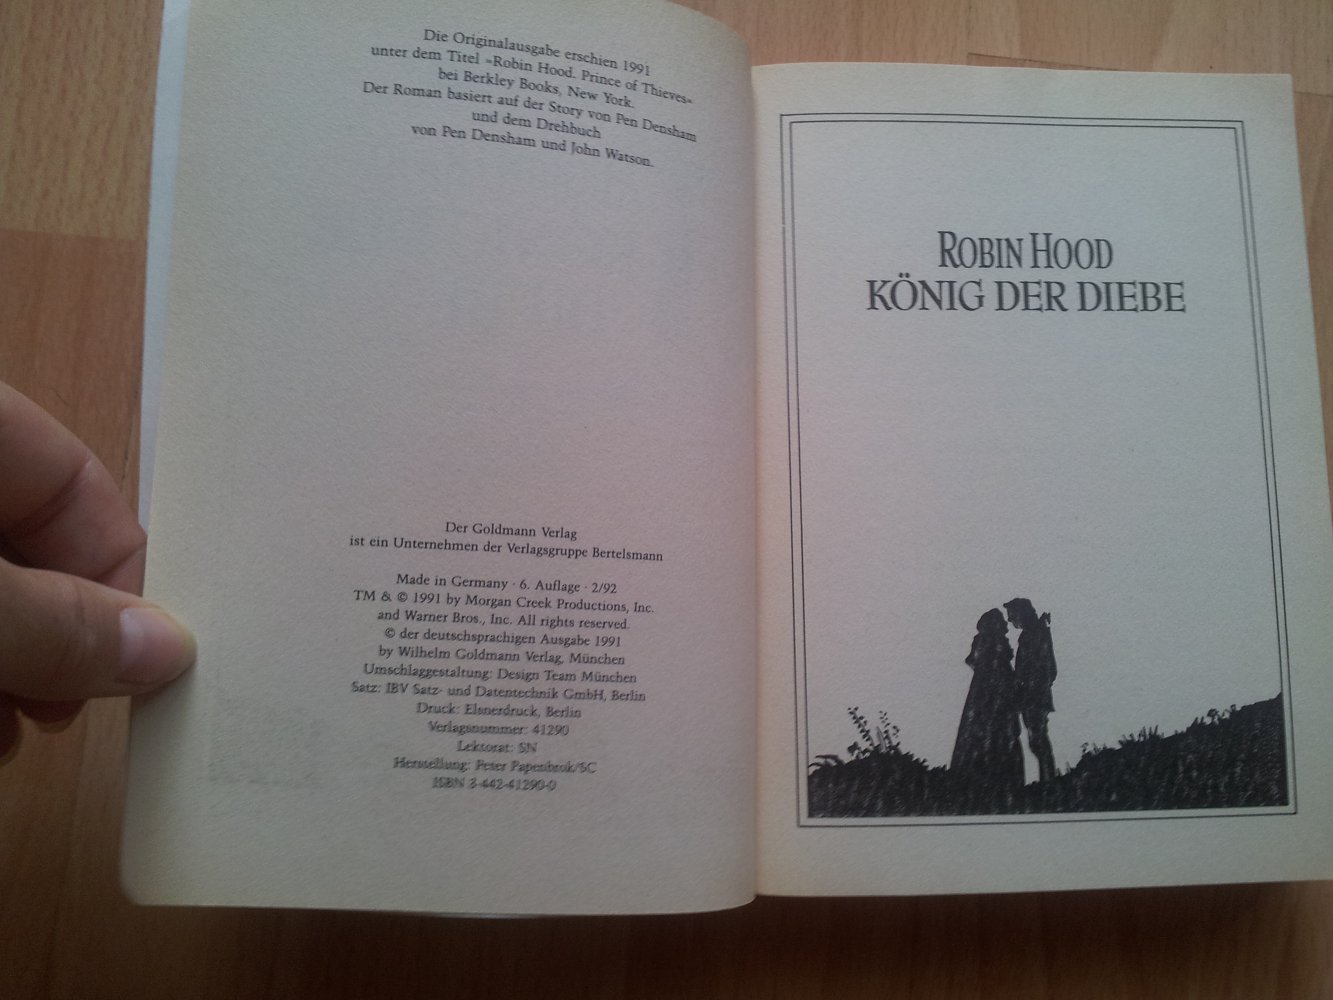 Die Originalausgabe erschien 1991
unter dem Titel »Robin Hood. Prince of Thieves«
bei Berkley Books, New York.
Der Roman basiert auf der Story von Pen Densham
und dem Drehbuch
von Pen Densham und John Watson.
Der Goldmann Verlag
ist ein Unternehmen der Verlagsgruppe Bertelsmann
Made in Germany · 6. Auflage · 2/92
TM & © 1991 by Morgan Creek Productions, Inc.
and Warner Bros., Inc. All rights reserved.
© der deutschsprachigen Ausgabe 1991
by Wilhelm Goldmann Verlag, München
Umschlaggestaltung: Design Team München
Satz: IBV Satz- und Datentechnik GmbH, Berlin
Druck: Elsnerdruck, Berlin
Verlagsnummer: 41290
Lektorat: SN
Herstellung: Peter Papenbrok/SC
ISBN 3-442-41290-0
ROBIN HOOD
KÖNIG DER DIEBE